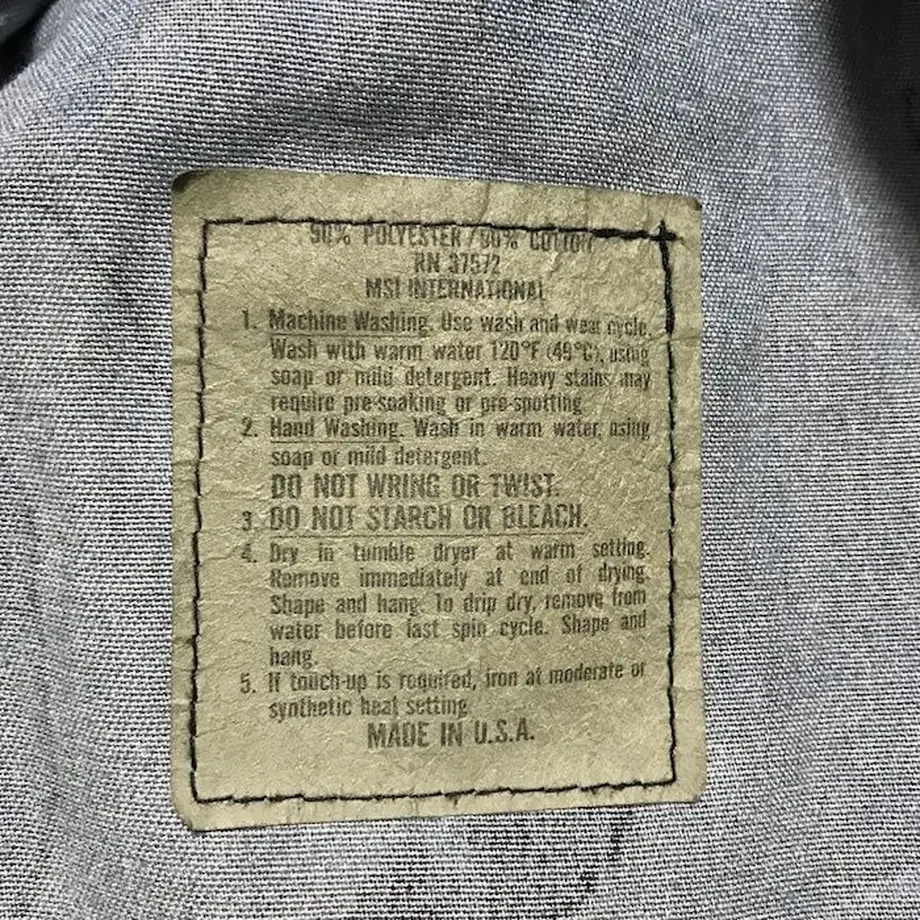 50% POLYESTER / 50% COTTON
RN 37572
MSI INTERNATIONAL
1. Machine Washing. Use wash and wear cycle.
Wash with warm water 120°F (49°C), using
soap or mild detergent. Heavy stains may
require pre-soaking or pre-spotting.
2. Hand Washing. Wash in warm water, using
soap or mild detergent.
DO NOT WRING OR TWIST.
3. DO NOT STARCH OR BLEACH.
4. Dry in tumble dryer at warm setting.
Remove immediately at end of drying.
Shape and hang. To drip dry, remove from
water before last spin cycle. Shape and
hang.
5. If touch-up is required, iron at moderate or
synthetic heat setting
MADE IN U.S.A.